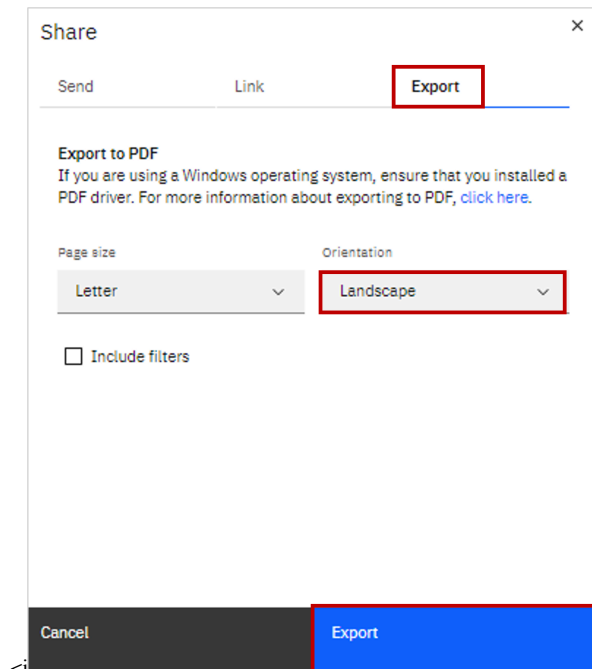 Share
Send
Link
Export
Export to PDF
If you are using a Windows operating system, ensure that you installed a
PDF driver. For more information about exporting to PDF, click here.
Page size
Orientation
Letter
Landscape
Include filters
Cancel
Export
<i